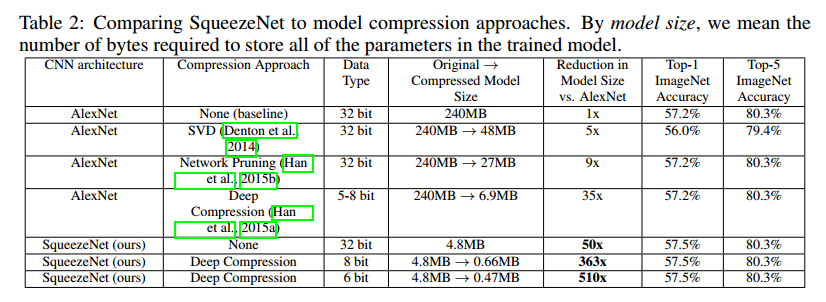 Table 2: Comparing SqueezeNet to model compression approaches. By model size, we mean the
number of bytes required to store all of the parameters in the trained model.
CNN architecture Compression Approach Data Original → Reduction in Top-1 Top-5
Type Compressed Model Model Size ImageNet ImageNet
Size vs. AlexNet Accuracy Accuracy
AlexNet None (baseline) 32 bit 240MB 1x 57.2% 80.3%
AlexNet SVD (Denton et al., 32 bit 240MB → 48MB 5x 56.0% 79.4%
2014)
AlexNet Network Pruning (Han 32 bit 240MB → 27MB 9x 57.2% 80.3%
et al., 2015b)
AlexNet Deep 5-8 bit 240MB → 6.9MB 35x 57.2% 80.3%
Compression (Han
et al., 2015a)
SqueezeNet (ours) None 32 bit 4.8MB 50x 57.5% 80.3%
SqueezeNet (ours) Deep Compression 8 bit 4.8MB → 0.66MB 363x 57.5% 80.3%
SqueezeNet (ours) Deep Compression 6 bit 4.8MB → 0.47MB 510x 57.5% 80.3%